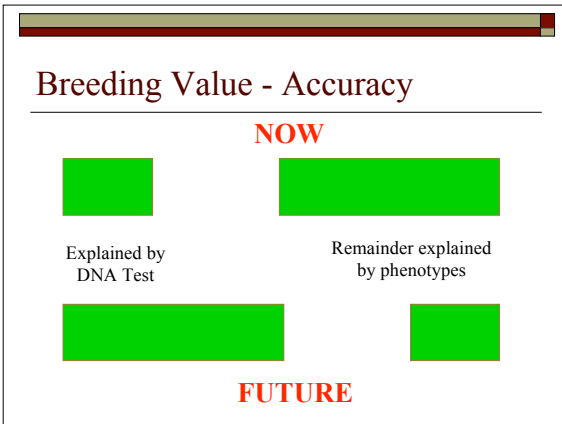 Breeding Value - Accuracy
NOW
Explained by
DNA Test
Remainder explained
by phenotypes
FUTURE